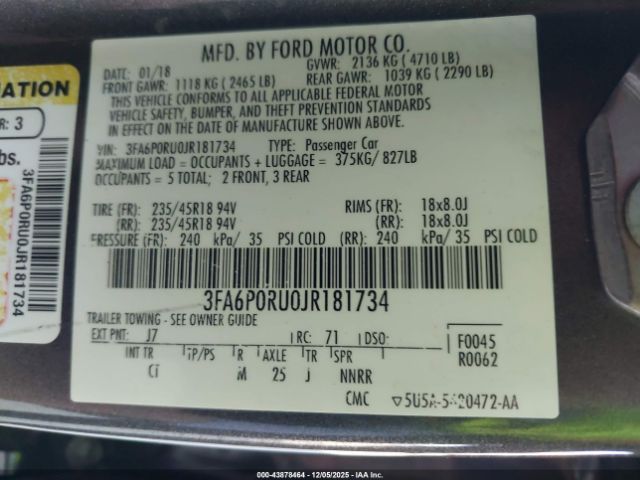 MFD. BY FORD MOTOR CO.
DATE: 01/18 GVWR: 2136 KG ( 4710 LB)
FRONT GAWR: 1118 KG ( 2465 LB) REAR GAWR: 1039 KG ( 2290 LB)
THIS VEHICLE CONFORMS TO ALL APPLICABLE FEDERAL MOTOR
VEHICLE SAFETY, BUMPER, AND THEFT PREVENTION STANDARDS
IN EFFECT ON THE DATE OF MANUFACTURE SHOWN ABOVE.
VIN: 3FA6P0RU0JR181734 TYPE: Passenger Car
MAXIMUM LOAD = OCCUPANTS + LUGGAGE = 375KG/ 827LB
OCCUPANTS = 5 TOTAL; 2 FRONT, 3 REAR
TIRE (FR): 235/45R18 94V RIMS (FR): 18x8.0J
(RR): 235/45R18 94V (RR): 18x8.0J
PRESSURE (FR): 240 kPa/ 35 PSI COLD (RR): 240 kPa/ 35 PSI COLD
3FA6P0RU0JR181734
TRAILER TOWING - SEE OWNER GUIDE
EXT PNT: J7 RC: 71 DSO: F0045
R0062
INT TR TP/PS R AXLE TR SPR
CI M 25 J NNRR
CMC
3FA6P0RU0JR181734
R: 3
lbs.
000-43878464 - 12/05/2025 - IAA Inc.